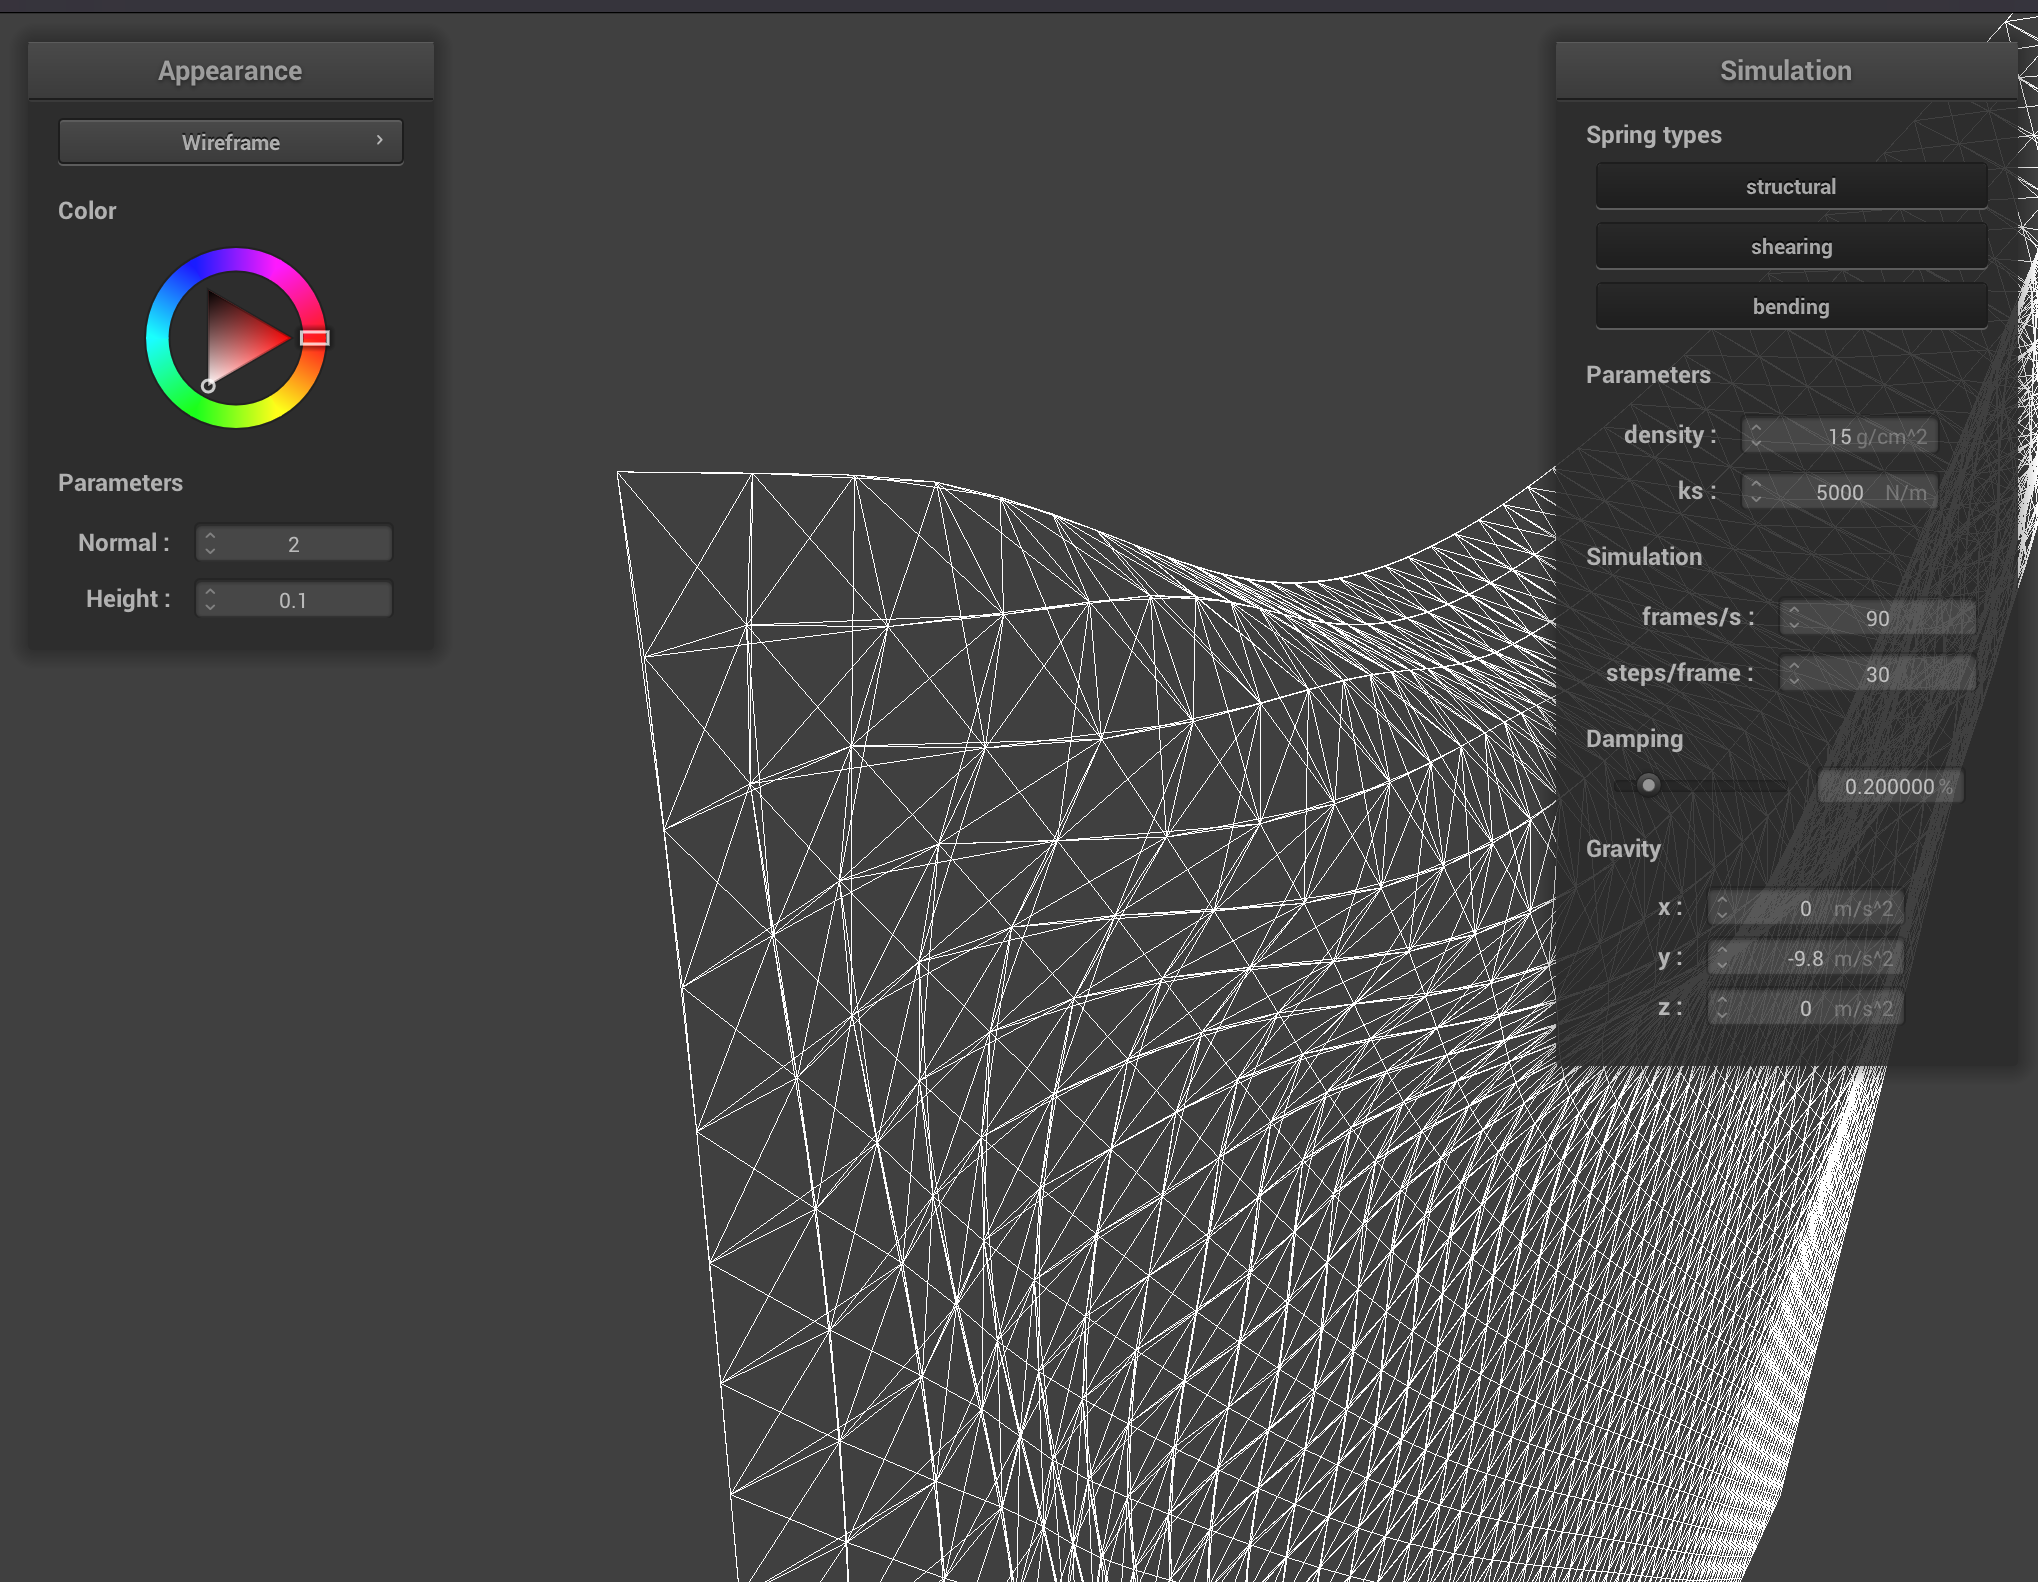 Appearance
Wireframe
Color
Parameters
Normal : 2
Height : 0.1
Simulation
Spring types
structural
shearing
bending
Parameters
density : 15 g/cm^2
ks : 5000 N/m
Simulation
frames/s : 90
steps/frame : 30
Damping
0.200000 %
Gravity
x : 0 m/s^2
y : -9.8 m/s^2
z : 0 m/s^2